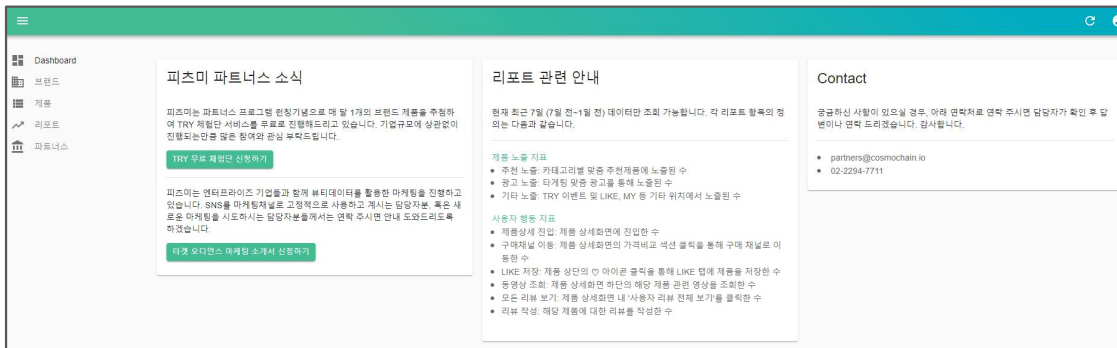 Dashboard
브랜드
제품
리포트
파트너스
피츠미 파트너스 소식
피츠미는 파트너스 프로그램 런칭기념으로 매 달 1개의 브랜드 제품을 추첨하
여 TRY 체험단 서비스를 무료로 진행해드리고 있습니다. 기업규모에 상관없이
진행되는만큼 많은 참여와 관심 부탁드립니다.
TRY 무료 체험단 신청하기
피츠미는 엔터프라이즈 기업들과 함께 뷰티데이터를 활용한 마케팅을 진행하고
있습니다. SNS를 마케팅채널로 고정적으로 사용하고 계시는 담당자분, 혹은 새
로운 마케팅을 시도하시는 담당자분들께서는 연락 주시면 안내 도와드리도록
하겠습니다.
타겟 오디언스 마케팅 소개서 신청하기
리포트 관련 안내
현재 최근 7일 (7일 전~1일 전) 데이터만 조회 가능합니다. 각 리포트 항목의 정
의는 다음과 같습니다.
제품 노출 지표
• 추천 노출: 카테고리별 맞춤 추천제품에 노출된 수
• 광고 노출: 타게팅 맞춤 광고를 통해 노출된 수
• 기타 노출: TRY 이벤트 및 LIKE, MY 등 기타 위치에서 노출된 수
사용자 행동 지표
• 제품상세 진입: 제품 상세화면에 진입한 수
• 구매채널 이동: 제품 상세화면의 가격비교 섹션 클릭을 통해 구매 채널로 이
동한 수
• LIKE 저장: 제품 상단의 ♡ 아이콘 클릭을 통해 LIKE 탭에 제품을 저장한 수
• 동영상 조회: 제품 상세화면 하단의 해당 제품 관련 영상을 조회한 수
• 모든 리뷰 보기: 제품 상세화면 내 '사용자 리뷰 전체 보기'를 클릭한 수
• 리뷰 작성: 해당 제품에 대한 리뷰를 작성한 수
Contact
궁금하신 사항이 있으실 경우, 아래 연락처로 연락 주시면 담당자가 확인 후 답
변이나 연락 드리겠습니다. 감사합니다.
• partners@cosmochain.io
• 02-2294-7711